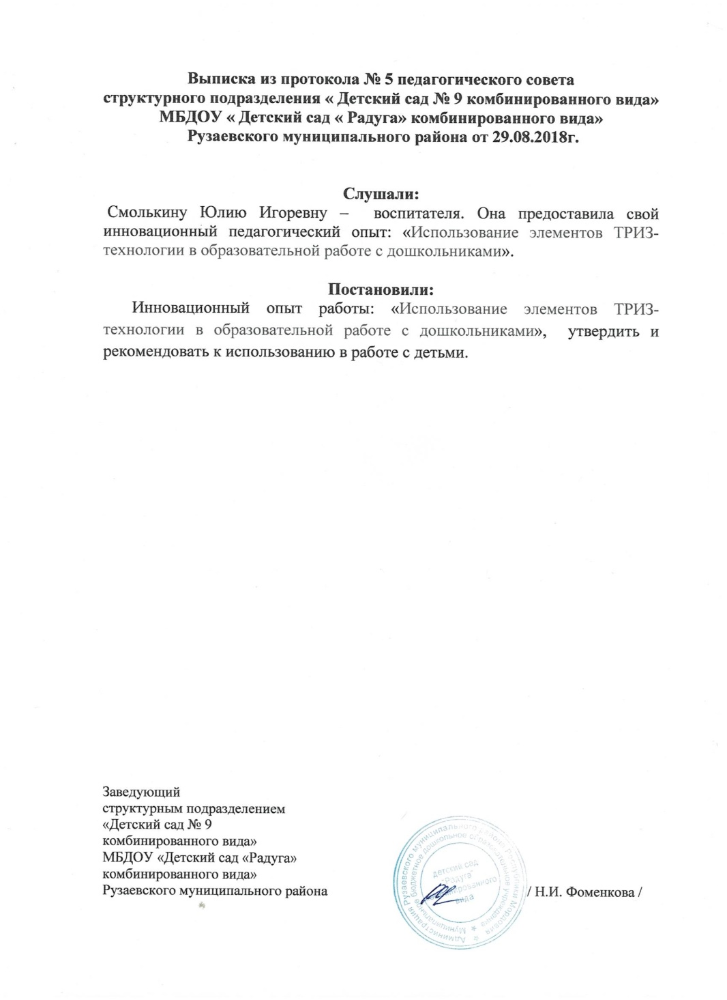 Выписка из протокола № 5 педагогического совета
структурного подразделения « Детский сад № 9 комбинированного вида»
МБДОУ « Детский сад « Радуга» комбинированного вида»
Рузаевского муниципального района от 29.08.2018г.
Слушали:
Смолькину Юлию Игоревну – воспитателя. Она предоставила свой
инновационный педагогический опыт: «Использование элементов ТРИЗ-
технологии в образовательной работе с дошкольниками».
Постановили:
Инновационный опыт работы: «Использование элементов ТРИЗ-
технологии в образовательной работе с дошкольниками», утвердить и
рекомендовать к использованию в работе с детьми.
Заведующий
структурным подразделением
«Детский сад № 9
комбинированного вида»
МБДОУ «Детский сад «Радуга»
комбинированного вида»
Рузаевского муниципального района
/ Н.И. Фоменкова /
Администрация Рузаевского муниципального района Республики Мордовия
Муниципальное бюджетное дошкольное образовательное учреждение
детский сад
"Радуга"
комбинированного
вида